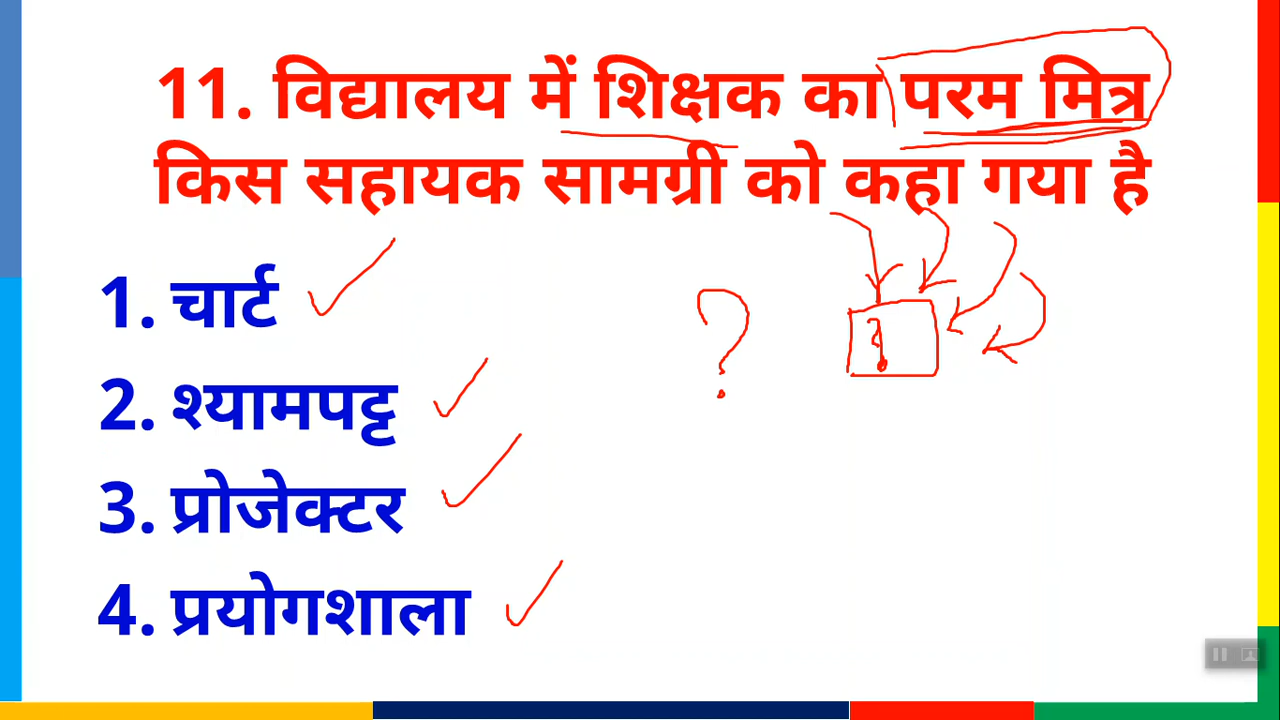 11. विद्यालय में शिक्षक का परम मित्र
किस सहायक सामग्री को कहा गया है
1. चार्ट
2. श्यामपट्ट
3. प्रोजेक्टर
4. प्रयोगशाला
?